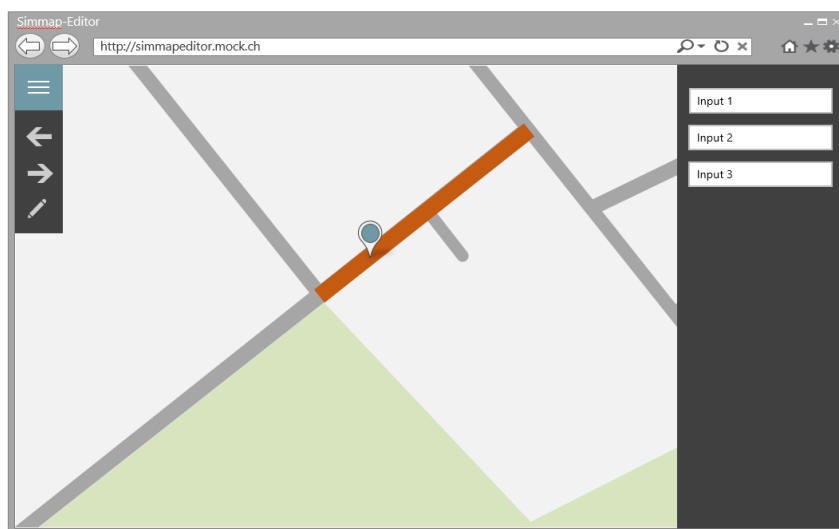 Simmap-Editor
http://simmapeditor.mock.ch
Input 1
Input 2
Input 3